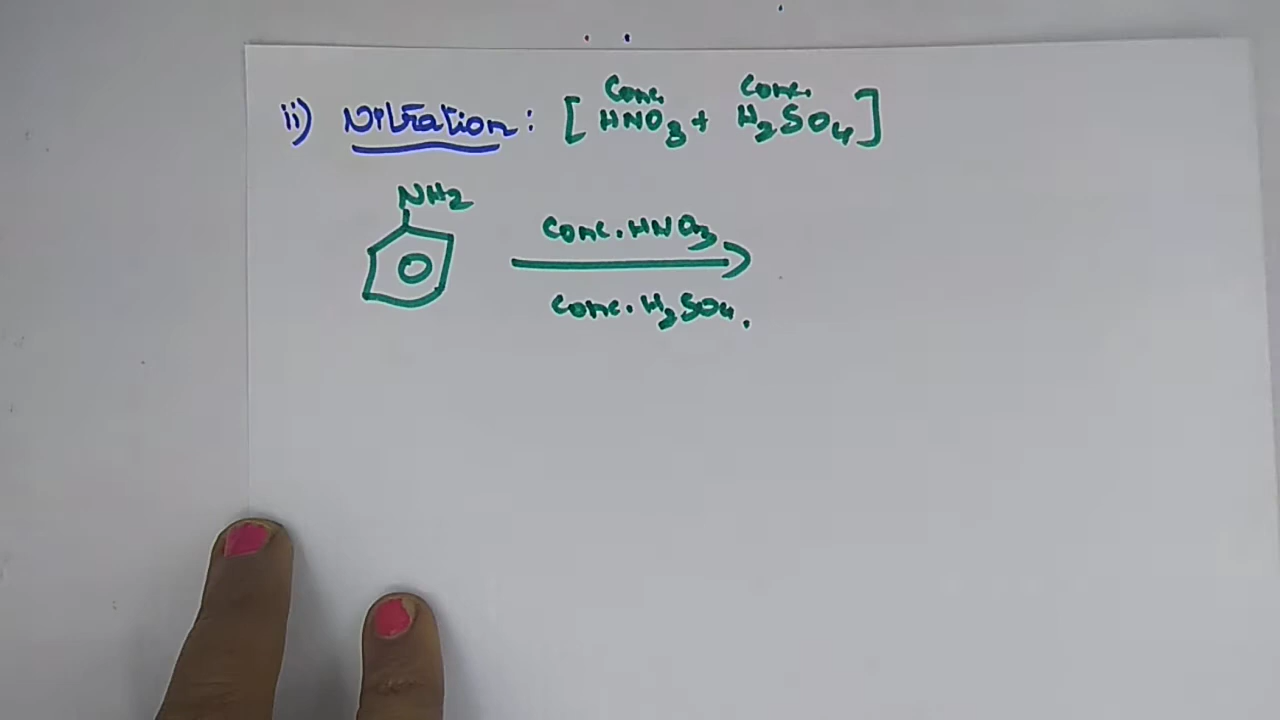 ii) Nitration: [Conc. HNO3 + Conc. H2SO4]
NH2
Conc. HNO3
Conc. H2SO4.